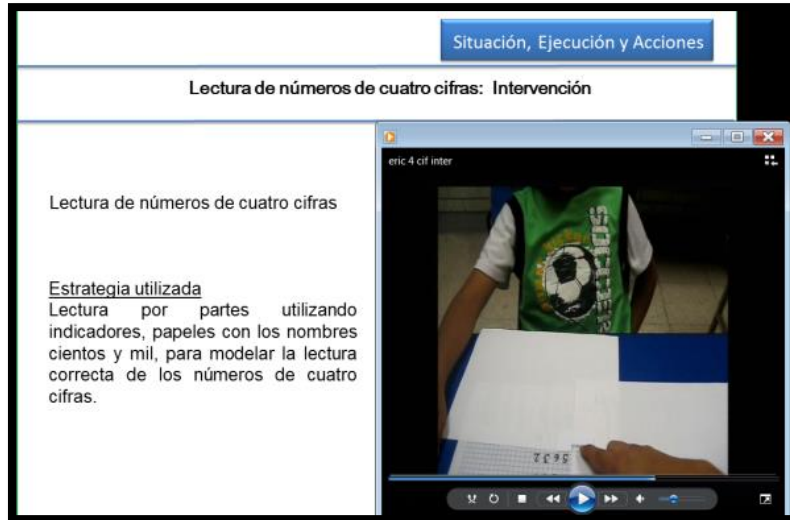 Situación, Ejecución y Acciones
Lectura de números de cuatro cifras: Intervención
Lectura de números de cuatro cifras
Estrategia utilizada
Lectura por partes utilizando
indicadores, papeles con los nombres
cientos y mil, para modelar la lectura
correcta de los números de cuatro
cifras.
eric 4 cif inter
SOCCER
5632